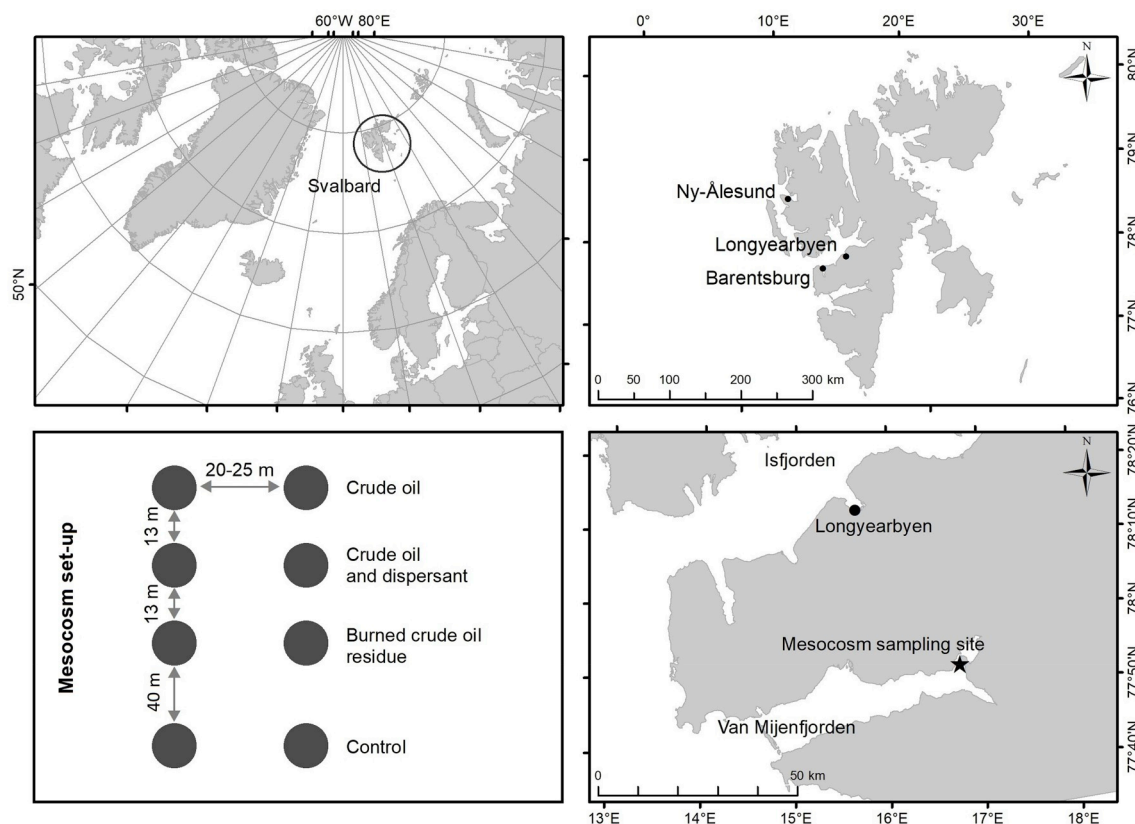 60°W 80°E
Svalbard
50°N
0°
10°E
20°E
30°E
N
80°N
79°N
78°N
77°N
76°N
Ny-Ålesund
Longyearbyen
Barentsburg
0 50 100 200 300 km
Mesocosm set-up
20-25 m
13 m
13 m
40 m
Crude oil
Crude oil
and dispersant
Burned crude oil
residue
Control
Isfjorden
N
Longyearbyen
Mesocosm sampling site
Van Mijenfjorden
0 50 km
78°20'N
78°10'N
78°N
77°50'N
77°40'N
13°E
14°E
15°E
16°E
17°E
18°E